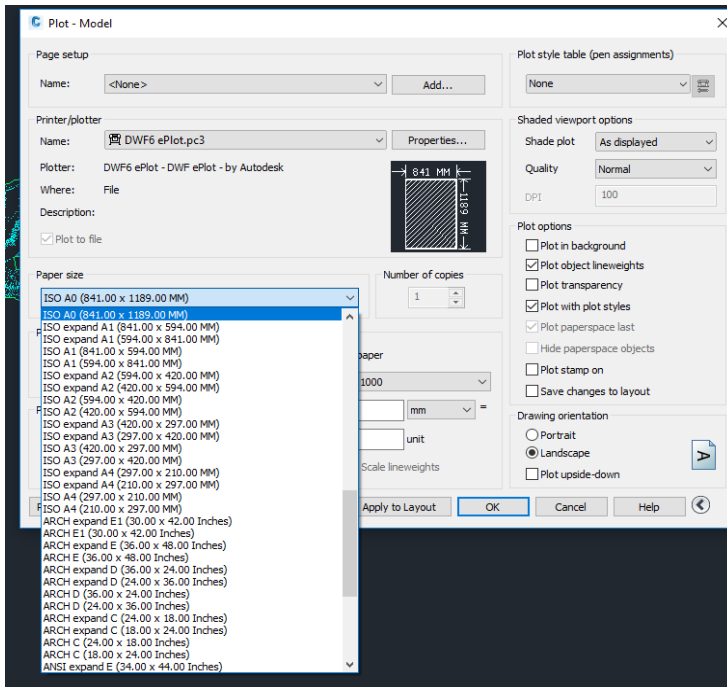 Plot - Model
Page setup
Name:
<None>
Add...
Printer/plotter
Name:
DWF6 ePlot.pc3
Properties...
Plotter:
DWF6 ePlot - DWF ePlot - by Autodesk
Where:
File
Description:
Plot to file
841 MM
1189 MM
Paper size
ISO A0 (841.00 x 1189.00 MM)
Number of copies
1
ISO A0 (841.00 x 1189.00 MM)
ISO expand A1 (841.00 x 594.00 MM)
ISO expand A1 (594.00 x 841.00 MM)
ISO A1 (841.00 x 594.00 MM)
ISO A1 (594.00 x 841.00 MM)
ISO expand A2 (594.00 x 420.00 MM)
ISO expand A2 (420.00 x 594.00 MM)
ISO A2 (594.00 x 420.00 MM)
ISO A2 (420.00 x 594.00 MM)
ISO expand A3 (420.00 x 297.00 MM)
ISO expand A3 (297.00 x 420.00 MM)
ISO A3 (420.00 x 297.00 MM)
ISO A3 (297.00 x 420.00 MM)
ISO expand A4 (297.00 x 210.00 MM)
ISO expand A4 (210.00 x 297.00 MM)
ISO A4 (297.00 x 210.00 MM)
ISO A4 (210.00 x 297.00 MM)
ARCH expand E1 (30.00 x 42.00 Inches)
ARCH E1 (30.00 x 42.00 Inches)
ARCH expand E (36.00 x 48.00 Inches)
ARCH E (36.00 x 48.00 Inches)
ARCH expand D (36.00 x 24.00 Inches)
ARCH expand D (24.00 x 36.00 Inches)
ARCH D (36.00 x 24.00 Inches)
ARCH D (24.00 x 36.00 Inches)
ARCH expand C (24.00 x 18.00 Inches)
ARCH expand C (18.00 x 24.00 Inches)
ARCH C (24.00 x 18.00 Inches)
ARCH C (18.00 x 24.00 Inches)
ANSI expand E (34.00 x 44.00 Inches)
paper
1000
mm
=
unit
Scale lineweights
Apply to Layout
OK
Cancel
Help
Plot style table (pen assignments)
None
Shaded viewport options
Shade plot
As displayed
Quality
Normal
DPI
100
Plot options
Plot in background
Plot object lineweights
Plot transparency
Plot with plot styles
Plot paperspace last
Hide paperspace objects
Plot stamp on
Save changes to layout
Drawing orientation
Portrait
Landscape
Plot upside-down
A